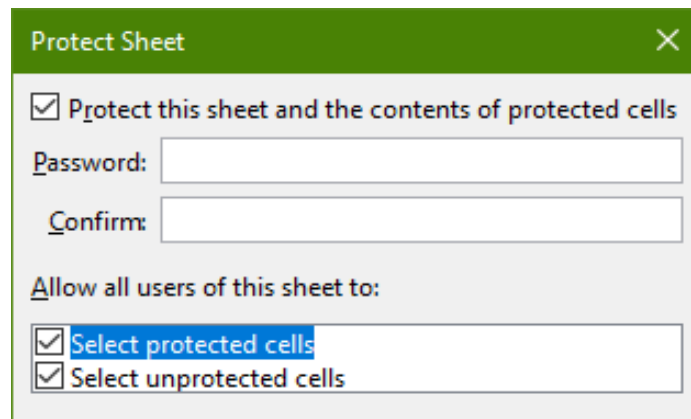 Protect Sheet
Protect this sheet and the contents of protected cells
Password:
Confirm:
Allow all users of this sheet to:
Select protected cells
Select unprotected cells